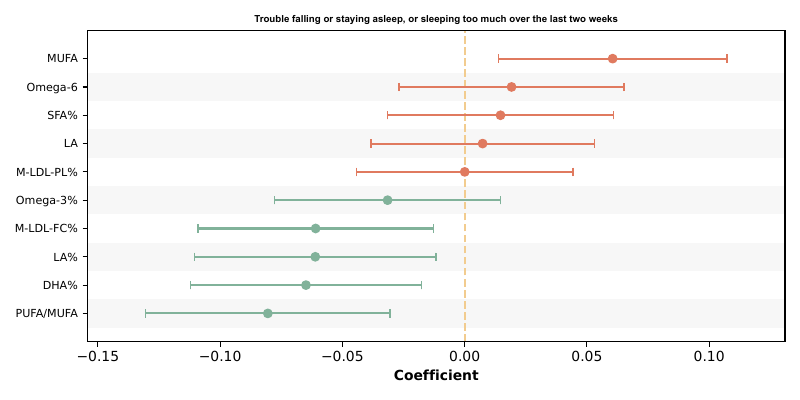 Trouble falling or staying asleep, or sleeping too much over the last two weeks
MUFA
Omega-6
SFA%
LA
M-LDL-PL%
Omega-3%
M-LDL-FC%
LA%
DHA%
PUFA/MUFA
−0.15 −0.10 −0.05 0.00 0.05 0.10
Coefficient